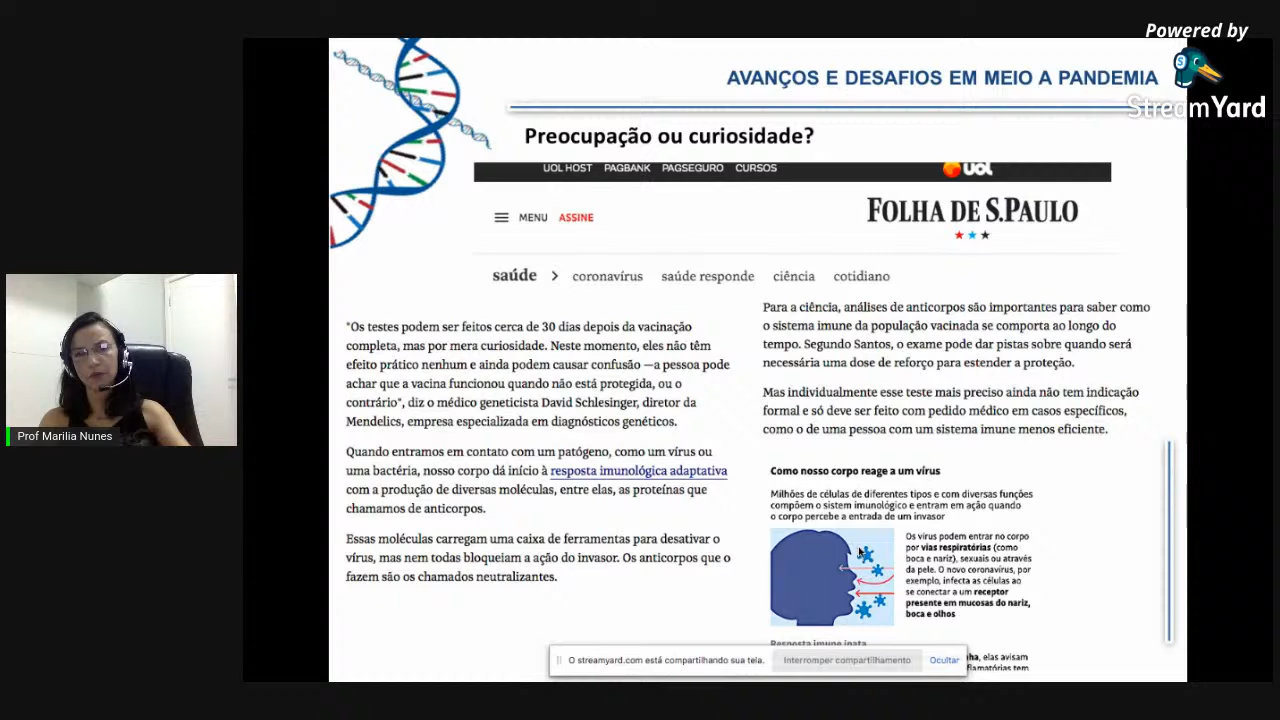 Powered by
StreamYard
AVANÇOS E DESAFIOS EM MEIO A PANDEMIA
Preocupação ou curiosidade?
UOL HOST PAGBANK PAGSEGURO CURSOS
UOL
MENU ASSINE
FOLHA DE S.PAULO
saúde > coronavírus saúde responde ciência cotidiano
"Os testes podem ser feitos cerca de 30 dias depois da vacinação
completa, mas por mera curiosidade. Neste momento, eles não têm
efeito prático nenhum e ainda podem causar confusão —a pessoa pode
achar que a vacina funcionou quando não está protegida, ou o
contrário", diz o médico geneticista David Schlesinger, diretor da
Mendelics, empresa especializada em diagnósticos genéticos.
Quando entramos em contato com um patógeno, como um vírus ou
uma bactéria, nosso corpo dá início à resposta imunológica adaptativa
com a produção de diversas moléculas, entre elas, as proteínas que
chamamos de anticorpos.
Essas moléculas carregam uma caixa de ferramentas para desativar o
vírus, mas nem todas bloqueiam a ação do invasor. Os anticorpos que o
fazem são os chamados neutralizantes.
Para a ciência, análises de anticorpos são importantes para saber como
o sistema imune da população vacinada se comporta ao longo do
tempo. Segundo Santos, o exame pode dar pistas sobre quando será
necessária uma dose de reforço para estender a proteção.
Mas individualmente esse teste mais preciso ainda não tem indicação
formal e só deve ser feito com pedido médico em casos específicos,
como o de uma pessoa com um sistema imune menos eficiente.
Como nosso corpo reage a um vírus
Milhões de células de diferentes tipos e com diversas funções
compõem o sistem imunológico e entram em ação quando
o corpo percebe a entrada de um invasor
Os vírus podem entrar no corpo
por vias respiratórias (como
boca e nariz), sexuais ou através
da pele. O novo coronavírus, por
exemplo, infecta as células ao
se conectar a um receptor
presente em mucosas do nariz,
boca e olhos
Resposta imune inata
ha, elas avisam
flamatórias tem
O streamyard.com está compartilhando sua tela. Interromper compartilhamento Ocultar
Prof Marilia Nunes